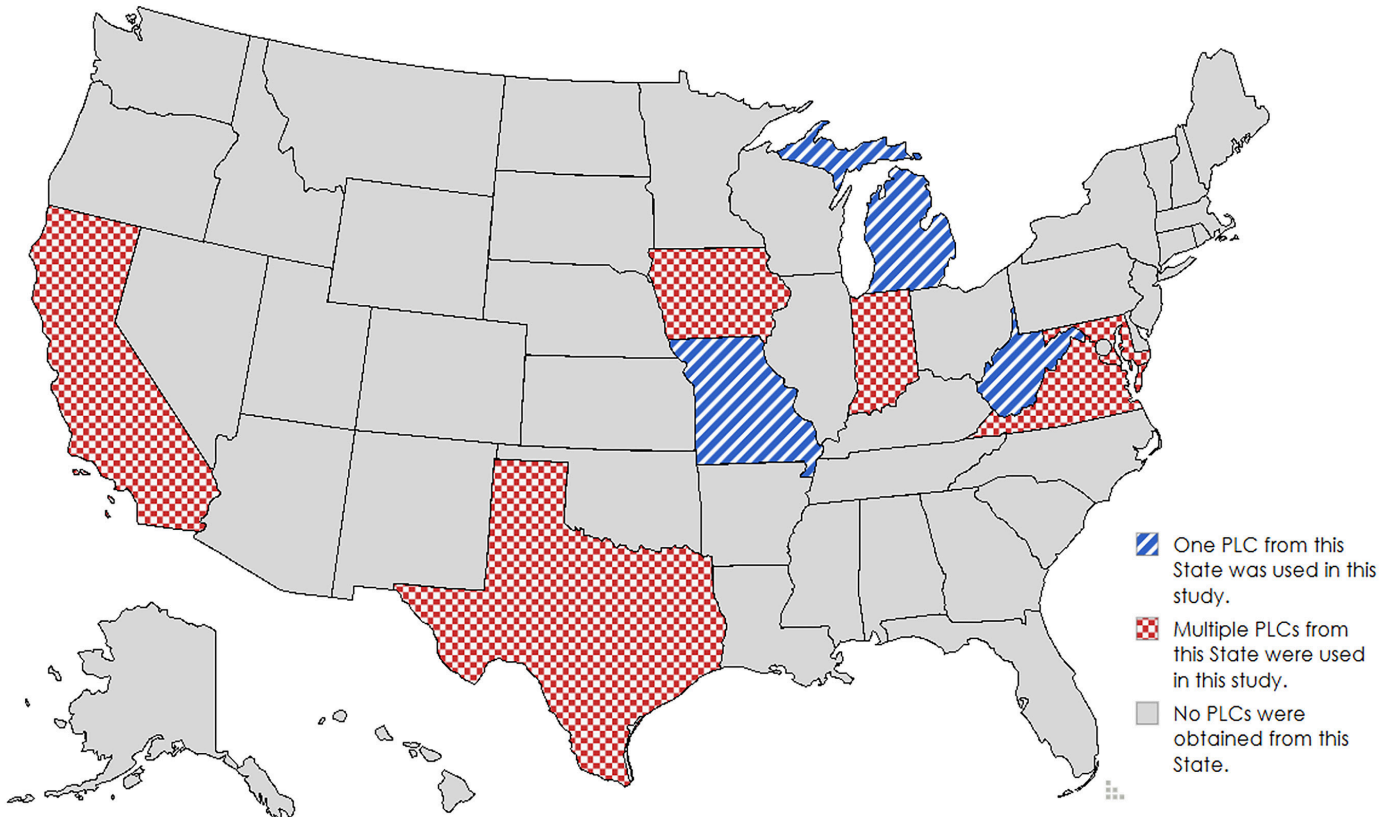 One PLC from this
State was used in this
study.
Multiple PLCs from
this State were used
in this study.
No PLCs were
obtained from this
State.